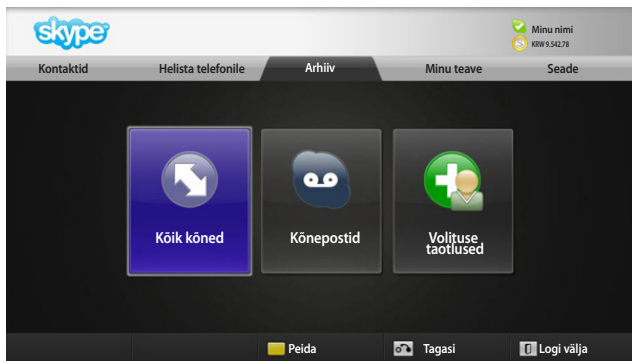 skype
Minu nimi
KRW 9.542.78
Kontaktid
Helista telefonile
Arhiiv
Minu teave
Seade
Kõik kõned
Kõnepostid
Volituse
taotlused
Peida
Tagasi
Logi välja